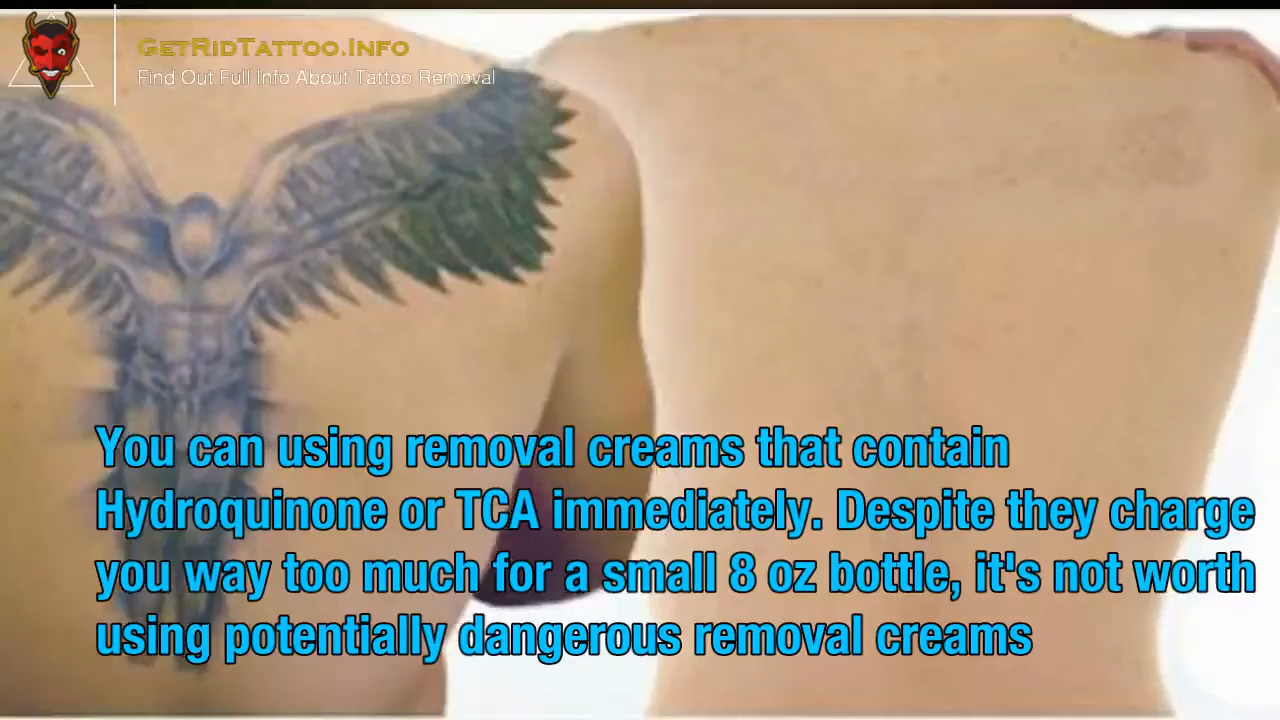 GetRidTattoo.Info
Find Out Full Info About Tattoo Removal
You can using removal creams that contain
Hydroquinone or TCA immediately. Despite they charge
you way too much for a small 8 oz bottle, it's not worth
using potentially dangerous removal creams